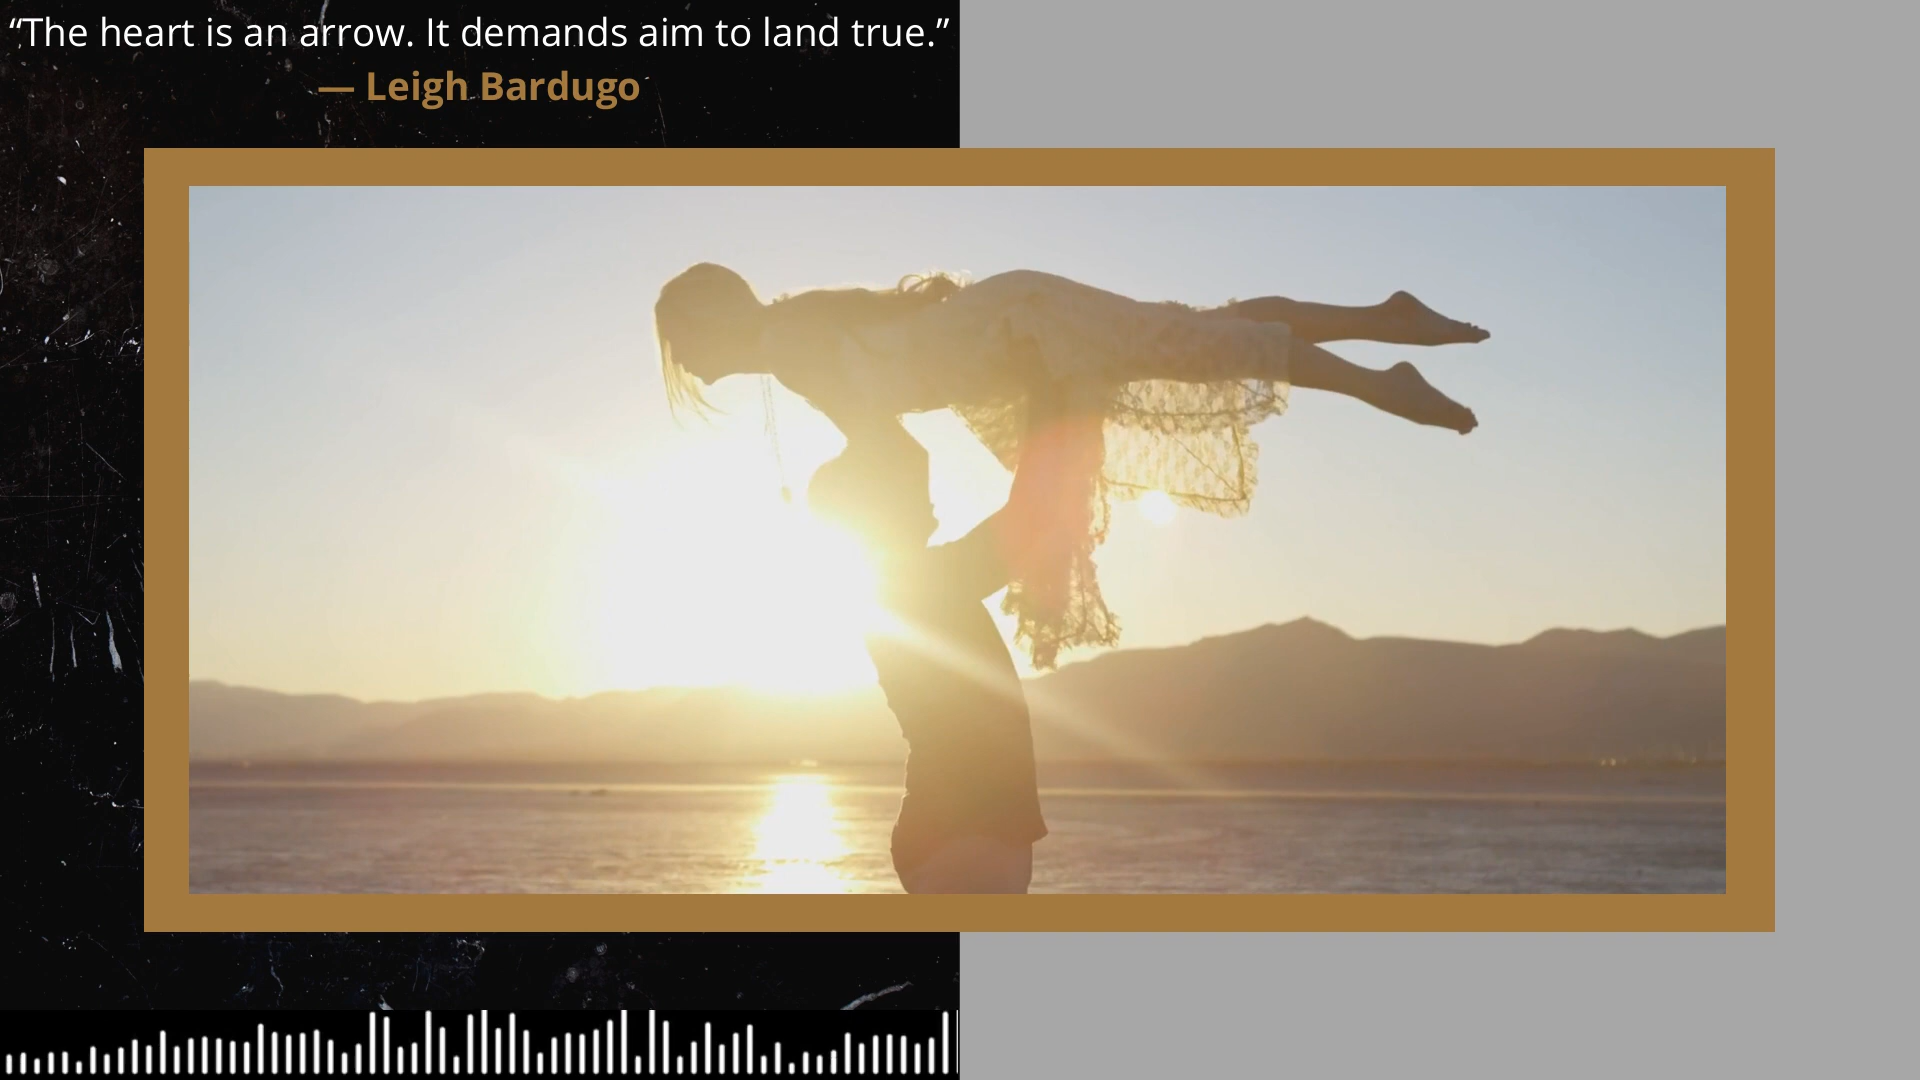 “The heart is an arrow. It demands aim to land true.”
— Leigh Bardugo